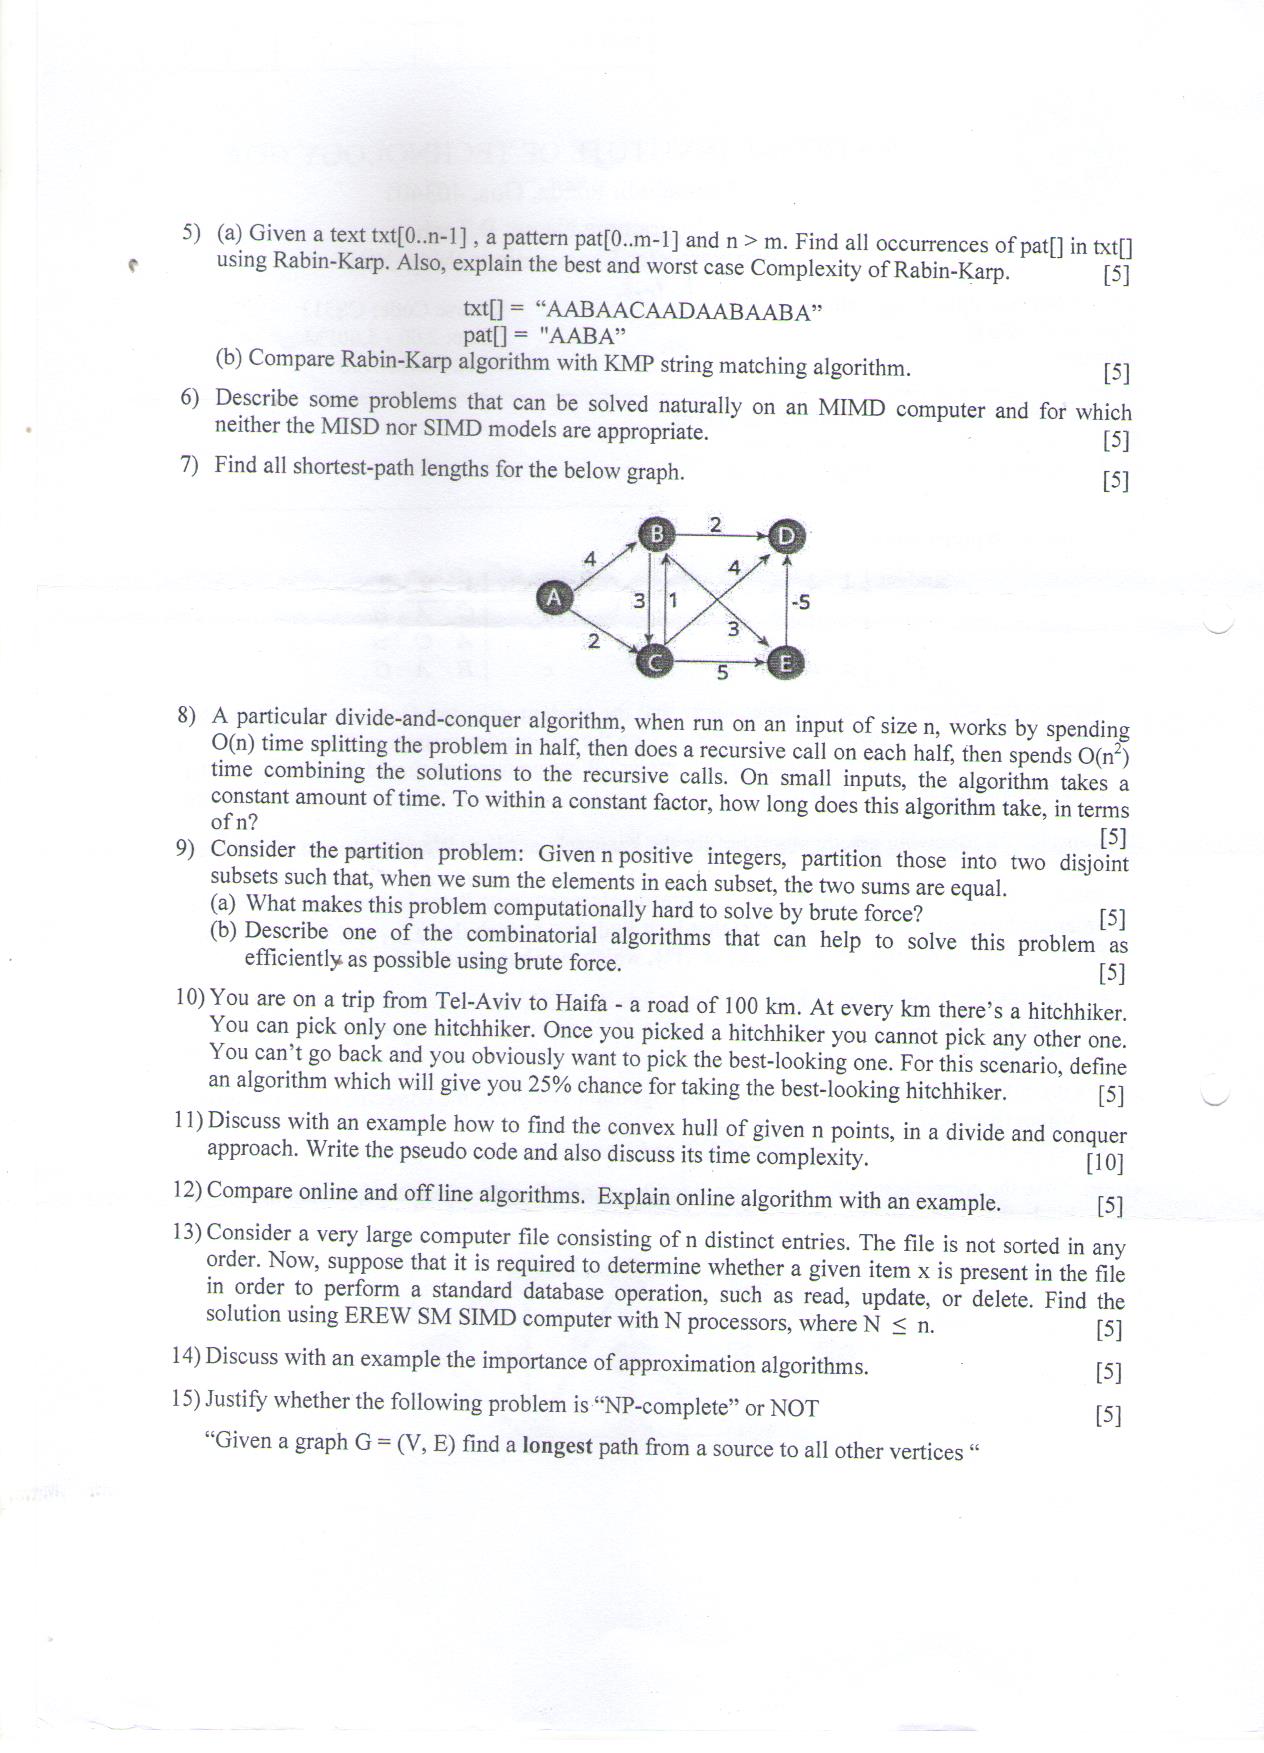 5) (a) Given a text txt[0..n-1] , a pattern pat[0..m-1] and n > m. Find all occurrences of pat[] in txt[]
using Rabin-Karp. Also, explain the best and worst case Complexity of Rabin-Karp. [5]
txt[] = “AABAACAADAABAABA”
pat[] = "AABA”
(b) Compare Rabin-Karp algorithm with KMP string matching algorithm. [5]
6) Describe some problems that can be solved naturally on an MIMD computer and for which
neither the MISD nor SIMD models are appropriate. [5]
7) Find all shortest-path lengths for the below graph. [5]
B 2 D
4 4
A 3 1 -5
2 3
C 5 E
8) A particular divide-and-conquer algorithm, when run on an input of size n, works by spending
O(n) time splitting the problem in half, then does a recursive call on each half, then spends O(n²)
time combining the solutions to the recursive calls. On small inputs, the algorithm takes a
constant amount of time. To within a constant factor, how long does this algorithm take, in terms
of n? [5]
9) Consider the partition problem: Given n positive integers, partition those into two disjoint
subsets such that, when we sum the elements in each subset, the two sums are equal.
(a) What makes this problem computationally hard to solve by brute force? [5]
(b) Describe one of the combinatorial algorithms that can help to solve this problem as
efficiently as possible using brute force. [5]
10) You are on a trip from Tel-Aviv to Haifa - a road of 100 km. At every km there’s a hitchhiker.
You can pick only one hitchhiker. Once you picked a hitchhiker you cannot pick any other one.
You can’t go back and you obviously want to pick the best-looking one. For this scenario, define
an algorithm which will give you 25% chance for taking the best-looking hitchhiker. [5]
11) Discuss with an example how to find the convex hull of given n points, in a divide and conquer
approach. Write the pseudo code and also discuss its time complexity. [10]
12) Compare online and off line algorithms. Explain online algorithm with an example. [5]
13) Consider a very large computer file consisting of n distinct entries. The file is not sorted in any
order. Now, suppose that it is required to determine whether a given item x is present in the file
in order to perform a standard database operation, such as read, update, or delete. Find the
solution using EREW SM SIMD computer with N processors, where N ≤ n. [5]
14) Discuss with an example the importance of approximation algorithms. [5]
15) Justify whether the following problem is “NP-complete” or NOT [5]
“Given a graph G = (V, E) find a longest path from a source to all other vertices “